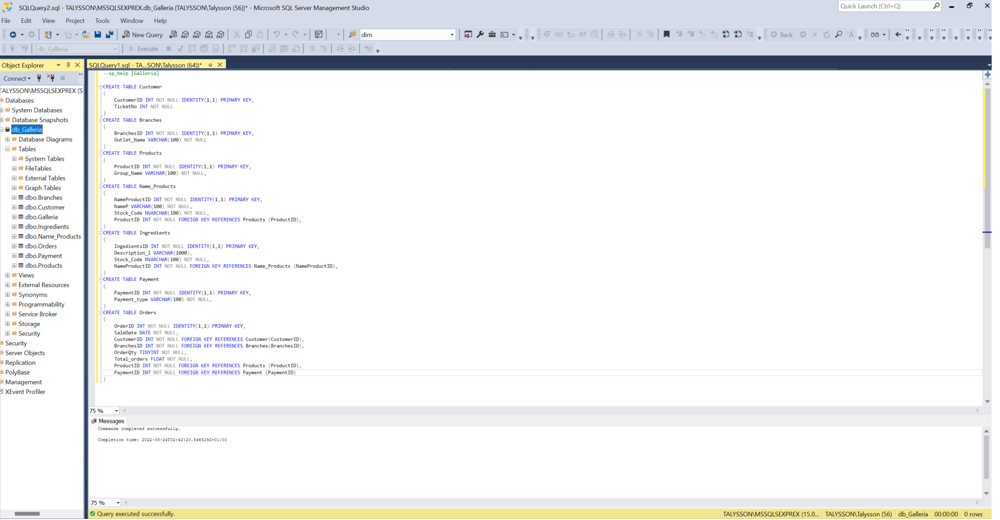 SQLQuery2.sql - TALYSSON\MSSQLSEXPREX.db_Galleria (TALYSSON\Talysson (56))* - Microsoft SQL Server Management Studio
Quick Launch (Ctrl+Q)
File Edit View Project Tools Window Help
New Query MDX DMX XMLA DAX dim Back
db_Galleria Execute
Object Explorer
SQLQuery1.sql - TA...SON\Talysson (64))*
Connect
TALYSSON\MSSQLSEXPREX (S
Databases
System Databases
Database Snapshots
db_Galleria
Database Diagrams
Tables
System Tables
FileTables
External Tables
Graph Tables
dbo.Branches
dbo.Customer
dbo.Galleria
dbo.Ingredients
dbo.Name_Products
dbo.Orders
dbo.Payment
dbo.Products
Views
External Resources
Synonyms
Programmability
Service Broker
Storage
Security
Security
Server Objects
Replication
PolyBase
Management
XEvent Profiler
--sp_help [Galleria]
CREATE TABLE Customer
(
CustomerID INT NOT NULL IDENTITY(1,1) PRIMARY KEY,
TicketNo INT NOT NULL
)
CREATE TABLE Branches
(
BranchesID INT NOT NULL IDENTITY(1,1) PRIMARY KEY,
Outlet_Name VARCHAR(100) NOT NULL
)
CREATE TABLE Products
(
ProductID INT NOT NULL IDENTITY(1,1) PRIMARY KEY,
Group_Name VARCHAR(100) NOT NULL,
)
CREATE TABLE Name_Products
(
NameProductID INT NOT NULL IDENTITY(1,1) PRIMARY KEY,
NameP VARCHAR(100) NOT NULL,
Stock_Code NVARCHAR(100) NOT NULL,
ProductID INT NOT NULL FOREIGN KEY REFERENCES Products (ProductID),
)
CREATE TABLE Ingredients
(
IngedientsID INT NOT NULL IDENTITY(1,1) PRIMARY KEY,
Description_I VARCHAR(1000),
Stock_Code NVARCHAR(100) NOT NULL,
NameProductID INT NOT NULL FOREIGN KEY REFERENCES Name_Products (NameProductID),
)
CREATE TABLE Payment
(
PaymentID INT NOT NULL IDENTITY(1,1) PRIMARY KEY,
Payment_type VARCHAR(100) NOT NULL,
)
CREATE TABLE Orders
(
OrderID INT NOT NULL IDENTITY(1,1) PRIMARY KEY,
SaleDate DATE NOT NULL,
CustomerID INT NOT NULL FOREIGN KEY REFERENCES Customer(CustomerID),
BranchesID INT NOT NULL FOREIGN KEY REFERENCES Branches(BranchesID),
OrderQty TINYINT NOT NULL,
Total_orders FLOAT NOT NULL,
ProductID INT NOT NULL FOREIGN KEY REFERENCES Products (ProductID),
PaymentID INT NOT NULL FOREIGN KEY REFERENCES Payment (PaymentID)
)
75 %
Messages
Commands completed successfully.
Completion time: 2022-08-24T02:42:20.5465292+01:00
75 %
Query executed successfully.
TALYSSON\MSSQLSEXPREX (15.0... TALYSSON\Talysson (56) db_Galleria 00:00:00 0 rows